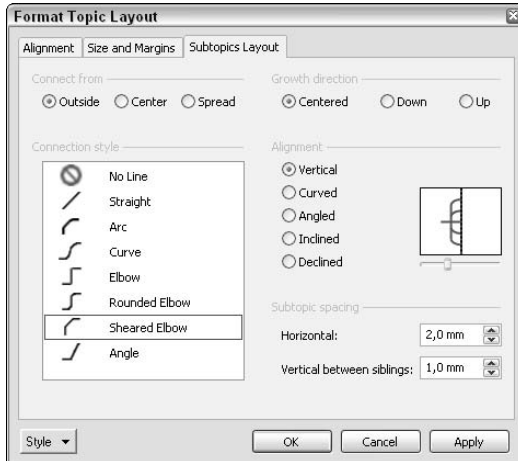 Format Topic Layout
Alignment Size and Margins Subtopics Layout
Connect from
Outside Center Spread
Growth direction
Centered Down Up
Connection style
No Line
Straight
Arc
Curve
Elbow
Rounded Elbow
Sheared Elbow
Angle
Alignment
Vertical
Curved
Angled
Inclined
Declined
Subtopic spacing
Horizontal: 2,0 mm
Vertical between siblings: 1,0 mm
Style OK Cancel Apply